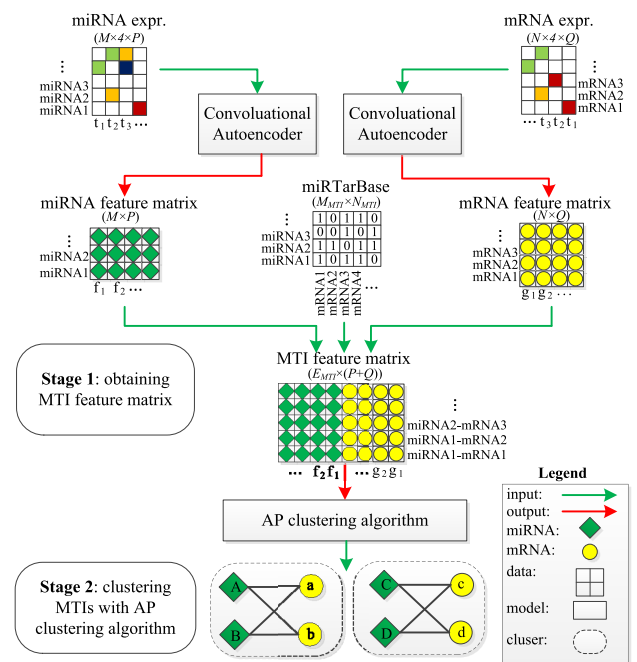 miRNA expr.
(M×4×P)
⋮
miRNA3
miRNA2
miRNA1
t1 t2 t3 ...
mRNA expr.
(N×4×Q)
⋮
mRNA3
mRNA2
mRNA1
... t3 t2 t1
Convoluational
Autoencoder
Convoluational
Autoencoder
miRNA feature matrix
(M×P)
⋮
miRNA2
miRNA1
f1 f2 ...
miRTarBase
(MMTI×NMTI)
⋮
miRNA3
miRNA2
miRNA1
1 0 1 1 0
0 0 1 0 1
1 0 1 1 1
1 0 1 1 0
mRNA1
mRNA2
mRNA3
mRNA4
...
mRNA feature matrix
(N×Q)
⋮
mRNA3
mRNA2
mRNA1
g1 g2 ...
Stage 1: obtaining
MTI feature matrix
MTI feature matrix
(EMTI×(P+Q))
⋮
miRNA2-mRNA3
miRNA1-mRNA2
miRNA1-mRNA1
... f2 f1 ... g2 g1
AP clustering algorithm
Stage 2: clustering
MTIs with AP
clustering algorithm
A a
B b
C c
D d
Legend
input:
output:
miRNA:
mRNA:
data:
model:
cluser: